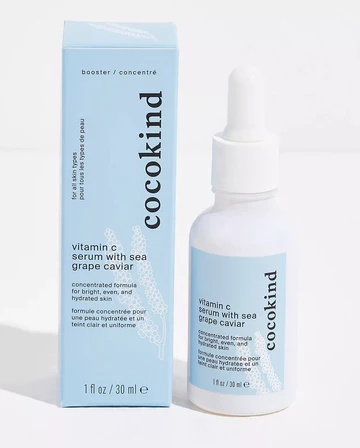 booster / concentré
for all skin types
pour tous les types de peau
cocokind
vitamin c
serum with sea
grape caviar
concentrated formula
for bright, even, and
hydrated skin
formule concentrée pour
une peau hydratée et un
teint clair et uniforme
1 fl oz / 30 ml ℮
cocokind
vitamin c
serum with sea
grape caviar
concentrated formula
for bright, even, and
hydrated skin
formule concentrée pour
une peau hydratée et un
teint clair et uniforme
1 fl oz / 30 ml ℮